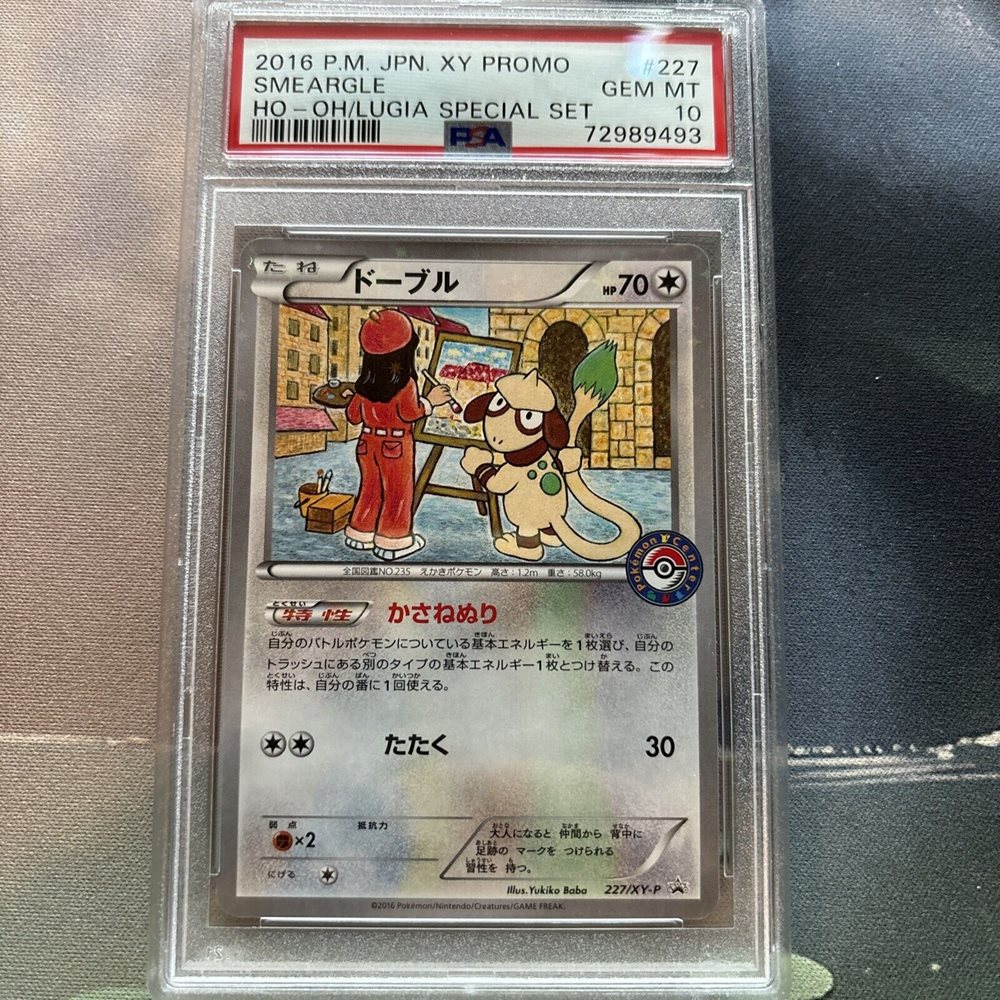 2016 P.M. JPN. XY PROMO #227
SMEARGLE GEM MT
HO-OH/LUGIA SPECIAL SET 10
PSA 72989493
たね ドーブル HP70
Pokémon Center
全国図鑑NO.235 えかきポケモン 高さ:1.2m 重さ:58.0kg
特性 かさねぬり
自分のバトルポケモンについている基本エネルギーを1枚選び、自分の
トラッシュにある別のタイプの基本エネルギー1枚とつけ替える。この
特性は、自分の番に1回使える。
たたく 30
弱点 抵抗力
×2
にげる
大人になると 仲間から 背中に
足跡の マークを つけられる
習性を 持つ。
Illus.Yukiko Baba 227/XY-P
©2016 Pokémon/Nintendo/Creatures/GAME FREAK.